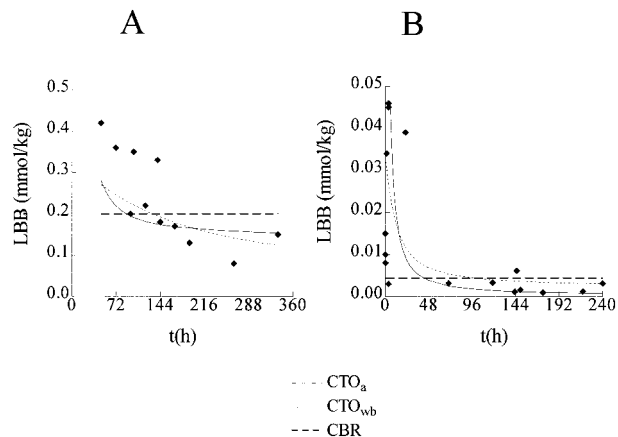 A
B
LBB (mmol/kg)
0.5
0.4
0.3
0.2
0.1
0.0
0 72 144 216 288 360
t(h)
LBB (mmol/kg)
0.05
0.04
0.03
0.02
0.01
0.00
0 48 96 144 192 240
t(h)
CTOa
CTOwb
CBR